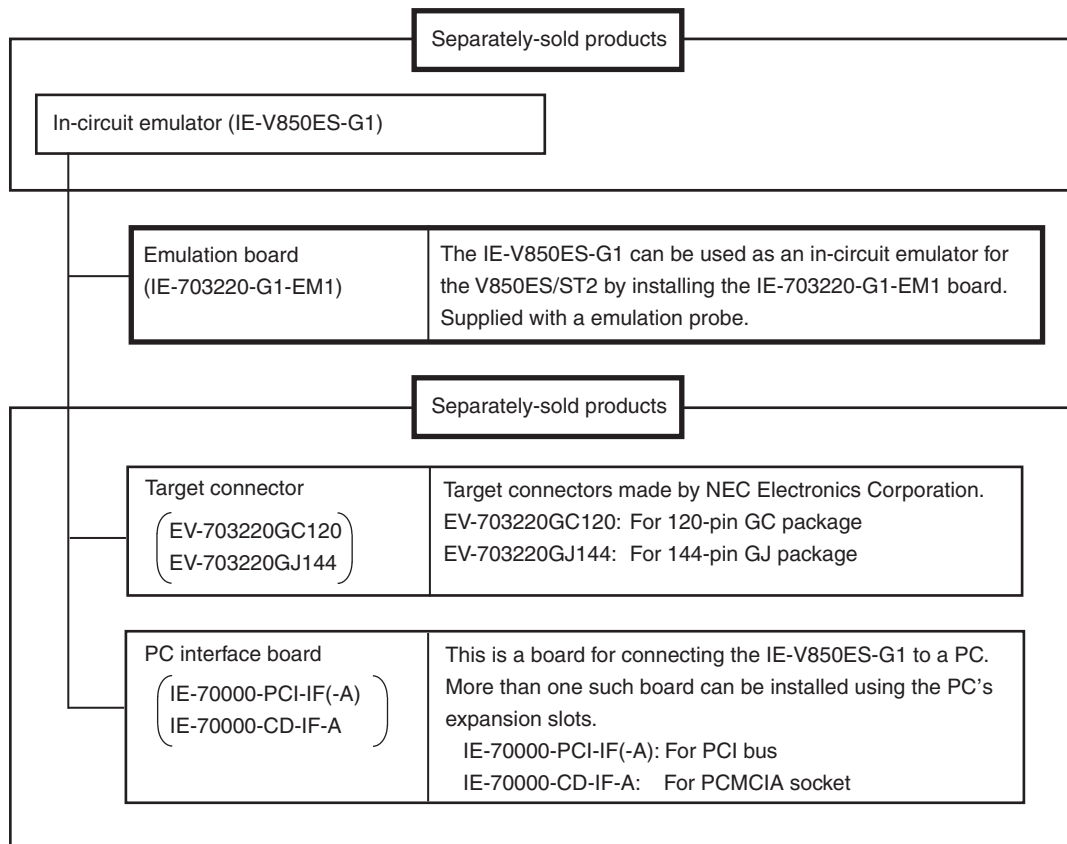 Separately-sold products
In-circuit emulator (IE-V850ES-G1)
Emulation board
(IE-703220-G1-EM1)
The IE-V850ES-G1 can be used as an in-circuit emulator for
the V850ES/ST2 by installing the IE-703220-G1-EM1 board.
Supplied with a emulation probe.
Separately-sold products
Target connector
EV-703220GC120
EV-703220GJ144
Target connectors made by NEC Electronics Corporation.
EV-703220GC120: For 120-pin GC package
EV-703220GJ144: For 144-pin GJ package
PC interface board
IE-70000-PCI-IF(-A)
IE-70000-CD-IF-A
This is a board for connecting the IE-V850ES-G1 to a PC.
More than one such board can be installed using the PC's
expansion slots.
IE-70000-PCI-IF(-A): For PCI bus
IE-70000-CD-IF-A: For PCMCIA socket